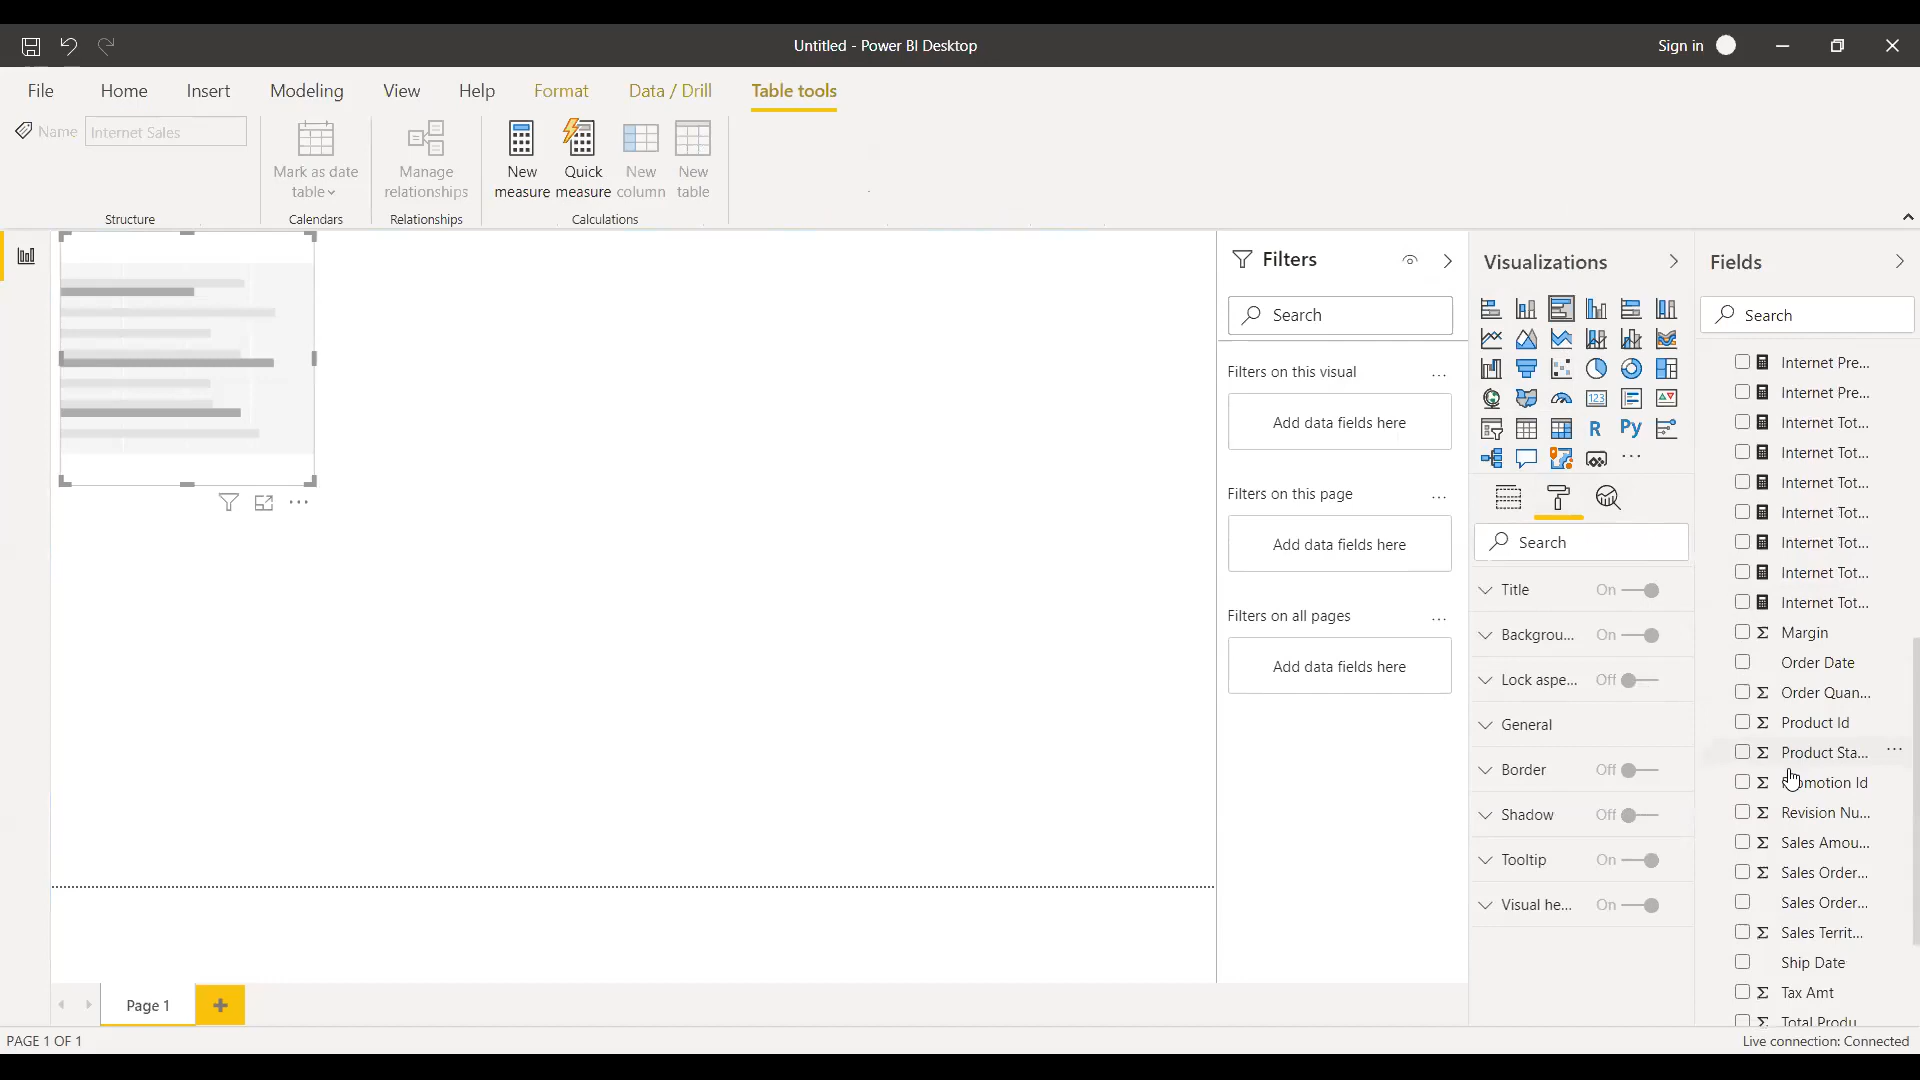 Untitled - Power BI Desktop
Sign in
File
Home
Insert
Modeling
View
Help
Format
Data / Drill
Table tools
Name
Internet Sales
Mark as date
table
Manage
relationships
New
measure
Quick
measure
New
column
New
table
Structure
Calendars
Relationships
Calculations
Filters
Search
Filters on this visual
...
Add data fields here
Filters on this page
...
Add data fields here
Filters on all pages
...
Add data fields here
Visualizations
123
R
Py
...
Search
Title
On
Backgrou...
On
Lock aspe...
Off
General
Border
Off
Shadow
Off
Tooltip
On
Visual he...
On
Fields
Search
Internet Pre...
Internet Pre...
Internet Tot...
Internet Tot...
Internet Tot...
Internet Tot...
Internet Tot...
Internet Tot...
Internet Tot...
Σ Margin
Order Date
Σ Order Quan...
Σ Product Id
Σ Product Sta... ...
Σ Promotion Id
Σ Revision Nu...
Σ Sales Amou...
Σ Sales Order...
Sales Order...
Σ Sales Territ...
Ship Date
Σ Tax Amt
Σ Total Produ
Page 1
PAGE 1 OF 1
Live connection: Connected